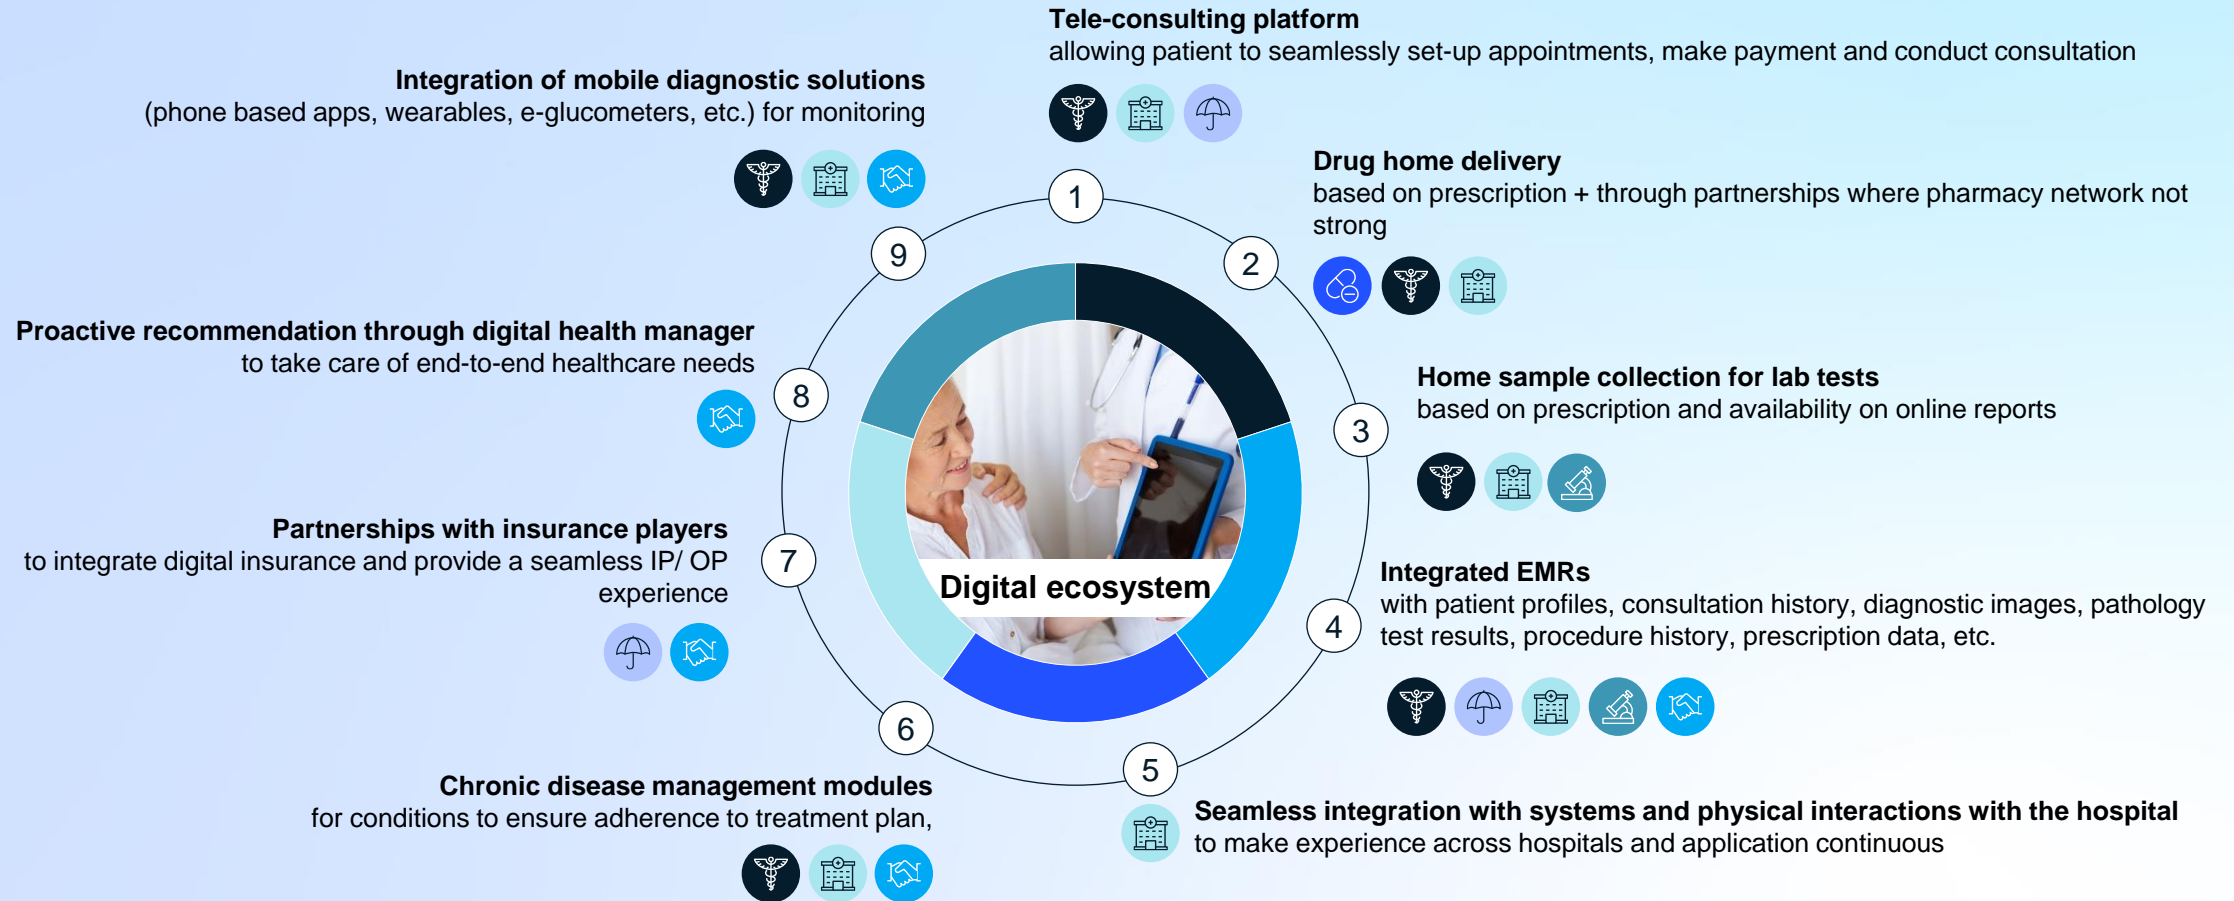 Tele-consulting platform
allowing patient to seamlessly set-up appointments, make payment and conduct consultation
1
Drug home delivery
based on prescription + through partnerships where pharmacy network not
strong
2
Home sample collection for lab tests
based on prescription and availability on online reports
3
Integrated EMRs
with patient profiles, consultation history, diagnostic images, pathology
test results, procedure history, prescription data, etc.
4
Seamless integration with systems and physical interactions with the hospital
to make experience across hospitals and application continuous
5
Chronic disease management modules
for conditions to ensure adherence to treatment plan,
6
Partnerships with insurance players
to integrate digital insurance and provide a seamless IP/ OP
experience
7
Proactive recommendation through digital health manager
to take care of end-to-end healthcare needs
8
Integration of mobile diagnostic solutions
(phone based apps, wearables, e-glucometers, etc.) for monitoring
9
Digital ecosystem